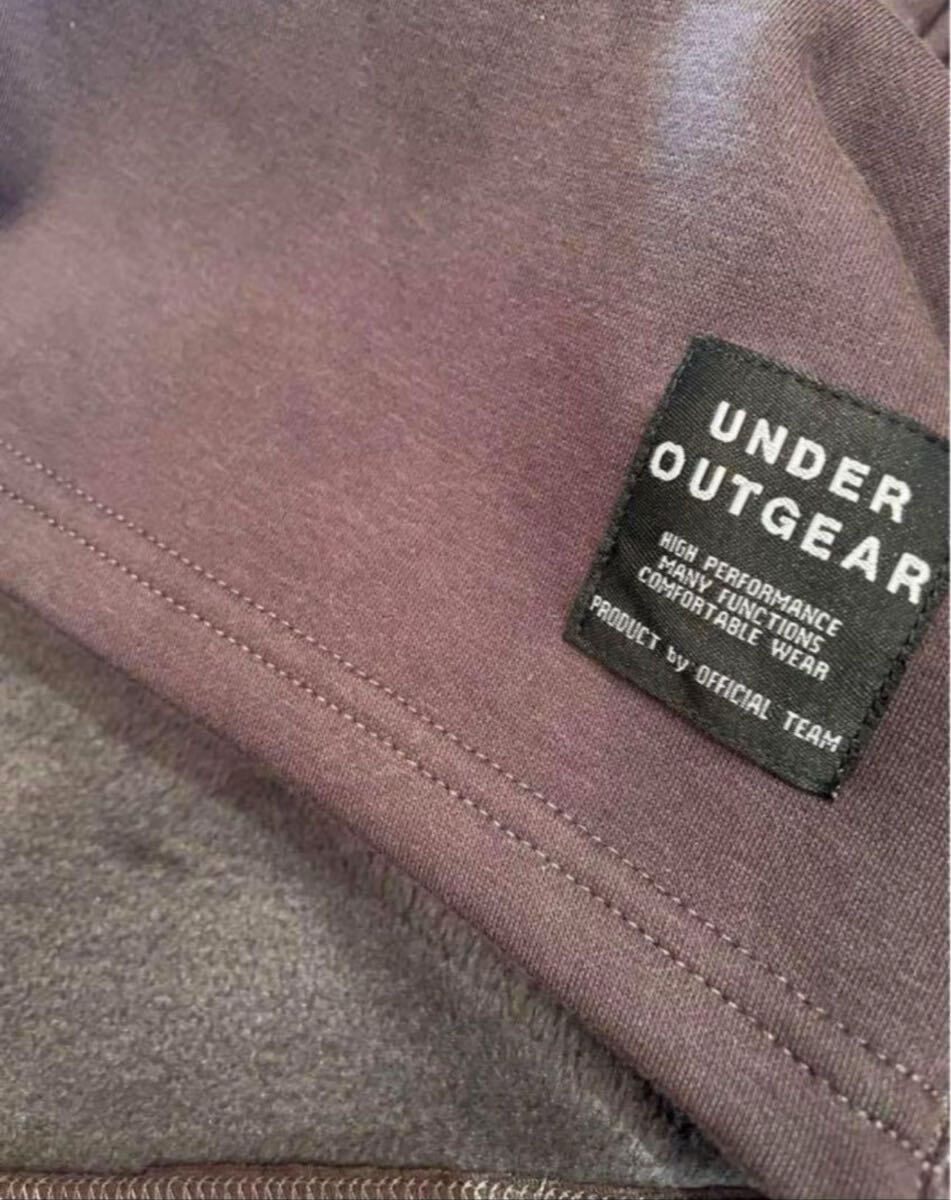 UNDER
OUTGEAR
HIGH PERFORMANCE
MANY FUNCTIONS
COMFORTABLE WEAR
PRODUCT by OFFICIAL TEAM